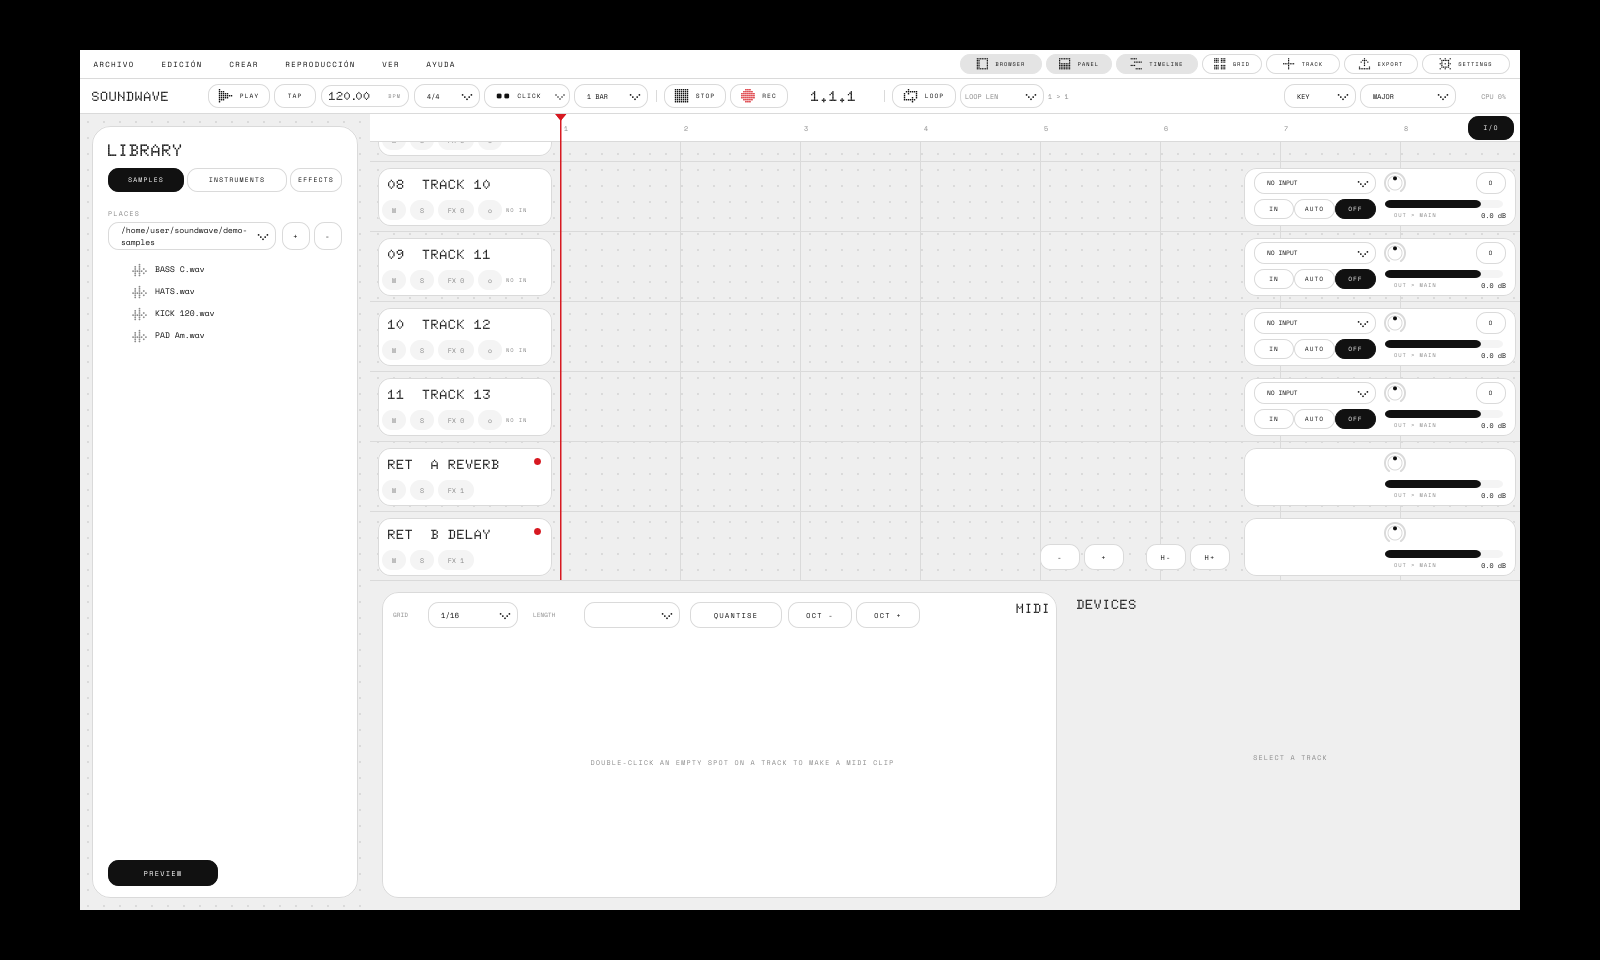 ARCHIVO EDICIÓN CREAR REPRODUCCIÓN VER AYUDA BROWSER PANEL TIMELINE GRID TRACK EXPORT SETTINGS
SOUNDWAVE PLAY TAP 120.00 BPM 4/4 CLICK 1 BAR STOP REC 1.1.1 LOOP LOOP LEN 1 > 1 KEY MAJOR CPU 0%
LIBRARY
SAMPLES INSTRUMENTS EFFECTS
PLACES
/home/user/soundwave/demo-
samples
+ -
BASS C.wav
HATS.wav
KICK 120.wav
PAD Am.wav
PREVIEW
1 2 3 4 5 6 7 8 I/O
08 TRACK 10
M S FX 0 o NO IN
NO INPUT 0
IN AUTO OFF OUT • MAIN 0.0 dB
09 TRACK 11
M S FX 0 o NO IN
NO INPUT 0
IN AUTO OFF OUT • MAIN 0.0 dB
10 TRACK 12
M S FX 0 o NO IN
NO INPUT 0
IN AUTO OFF OUT • MAIN 0.0 dB
11 TRACK 13
M S FX 0 o NO IN
NO INPUT 0
IN AUTO OFF OUT • MAIN 0.0 dB
RET A REVERB
M S FX 1
OUT • MAIN 0.0 dB
RET B DELAY
M S FX 1
- + H- H+
OUT • MAIN 0.0 dB
GRID 1/16 LENGTH QUANTISE OCT - OCT + MIDI
DOUBLE-CLICK AN EMPTY SPOT ON A TRACK TO MAKE A MIDI CLIP
DEVICES
SELECT A TRACK